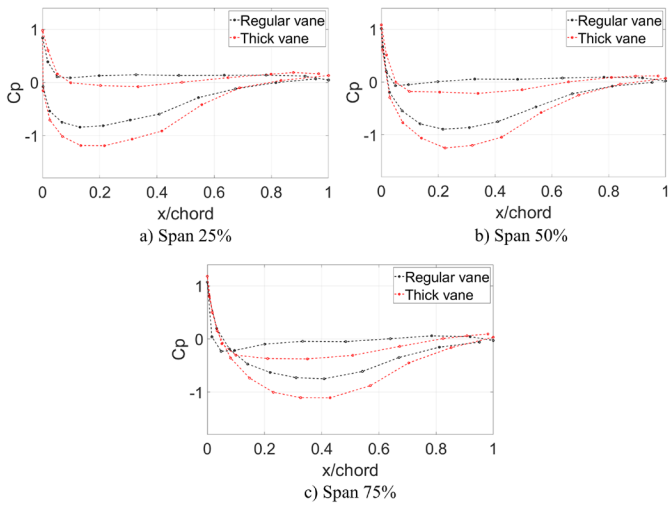 1
0
-1
Cp
Regular vane
Thick vane
0
0.2
0.4
0.6
0.8
1
x/chord
a) Span 25%
1
0
-1
Cp
Regular vane
Thick vane
0
0.2
0.4
0.6
0.8
1
x/chord
b) Span 50%
1
0
-1
Cp
Regular vane
Thick vane
0
0.2
0.4
0.6
0.8
1
x/chord
c) Span 75%